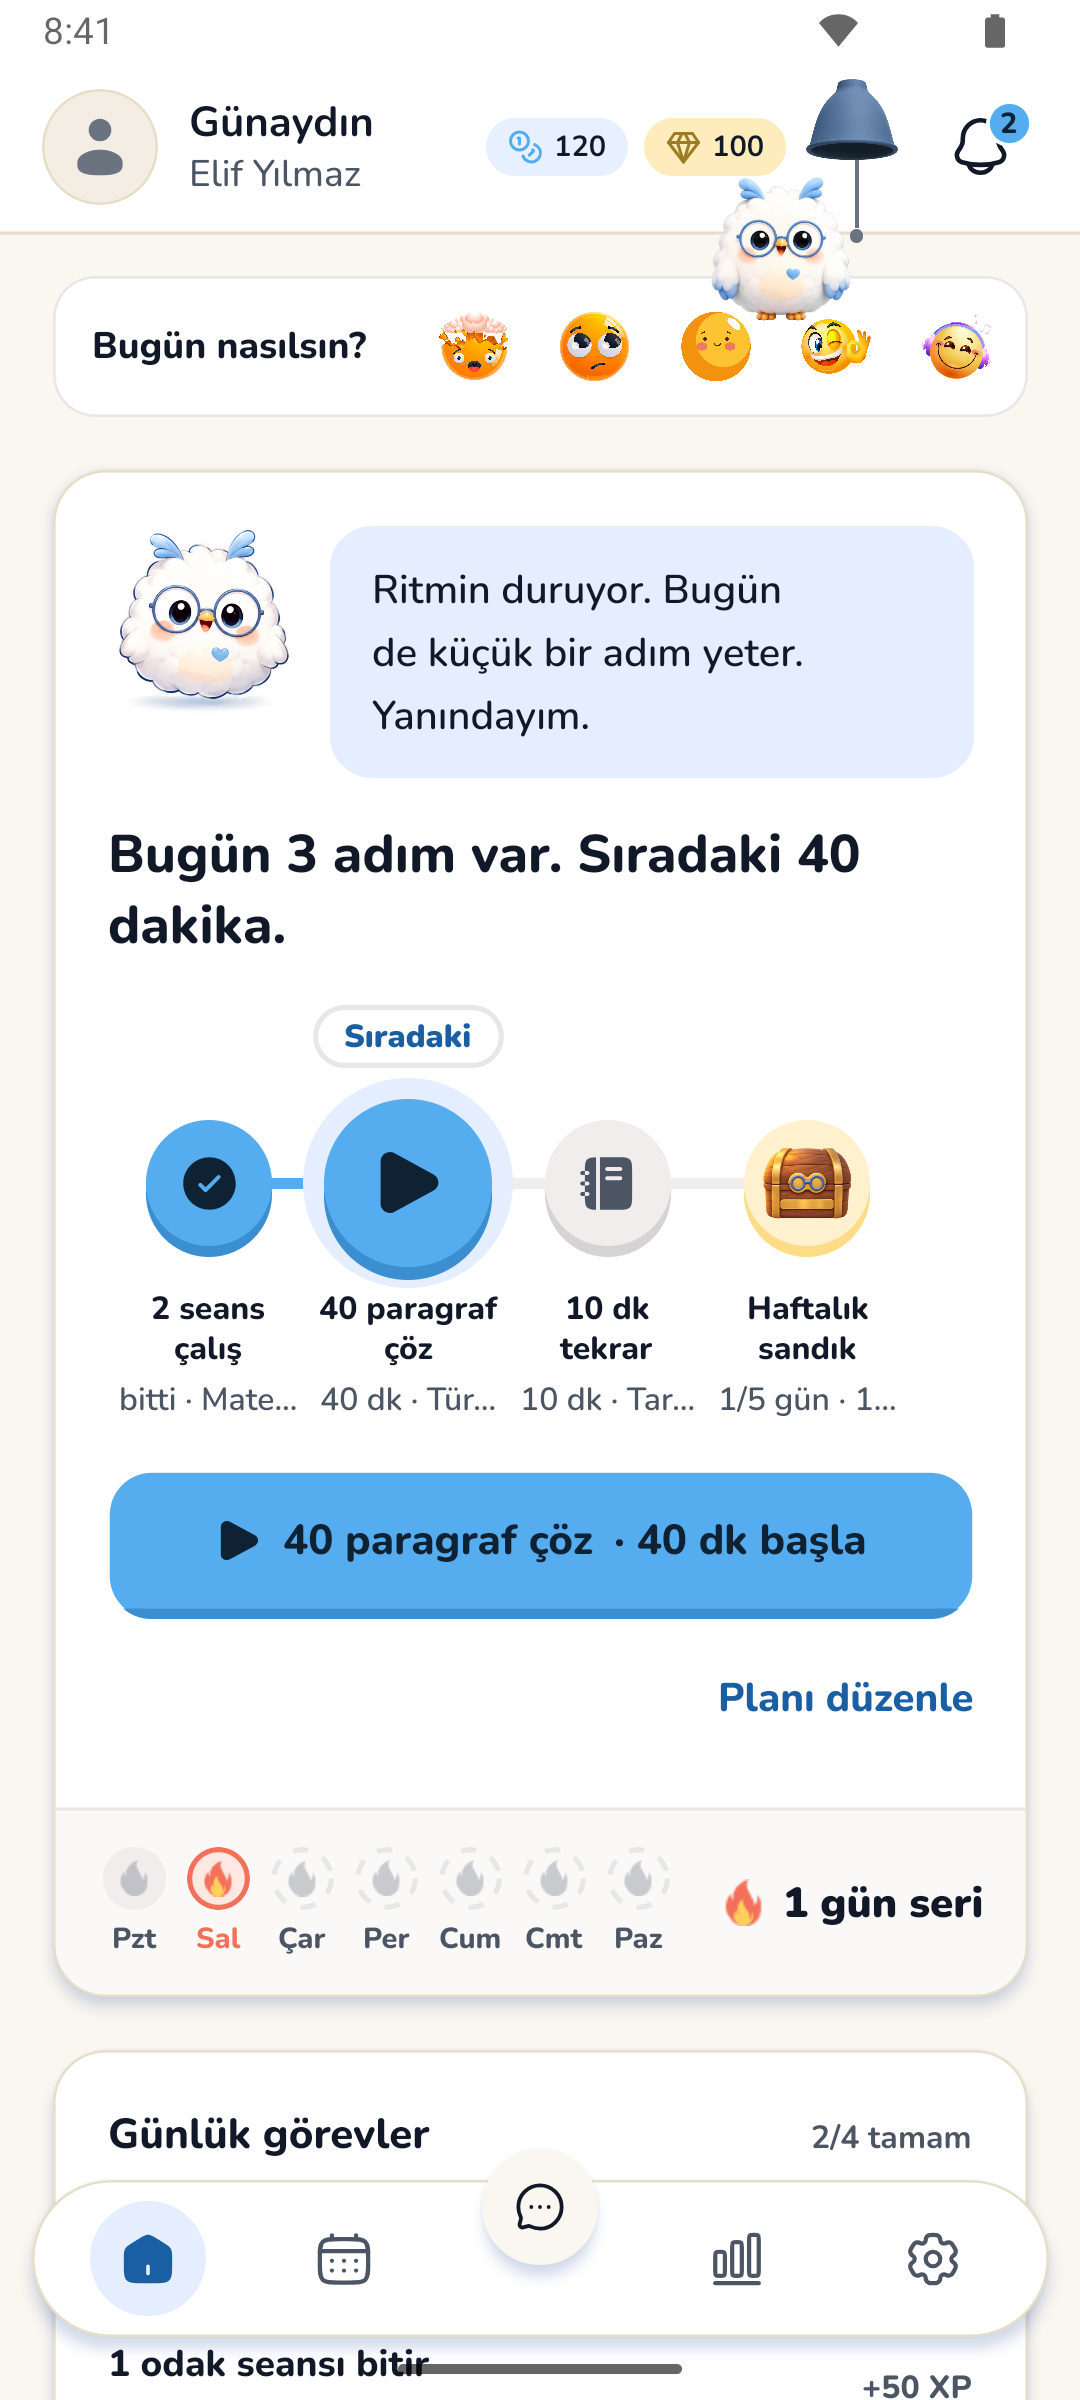 8:41
Günaydın
Elif Yılmaz
120
100
2
Bugün nasılsın?
Ritmin duruyor. Bugün
de küçük bir adım yeter.
Yanındayım.
Bugün 3 adım var. Sıradaki 40
dakika.
Sıradaki
2 seans
çalış
bitti · Mate...
40 paragraf
çöz
40 dk · Tür...
10 dk
tekrar
10 dk · Tar...
Haftalık
sandık
1/5 gün · 1...
40 paragraf çöz · 40 dk başla
Planı düzenle
Pzt Sal Çar Per Cum Cmt Paz
1 gün seri
Günlük görevler
2/4 tamam
1 odak seansı bitir
+50 XP